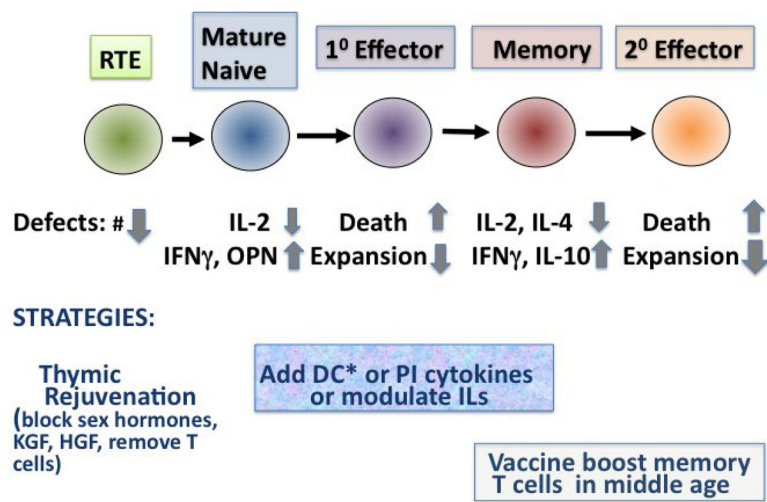 RTE
Mature
Naive
1⁰ Effector
Memory
2⁰ Effector
Defects: #
IL-2
IFNγ, OPN
Death
Expansion
IL-2, IL-4
IFNγ, IL-10
Death
Expansion
STRATEGIES:
Thymic
Rejuvenation
(block sex hormones,
KGF, HGF, remove T
cells)
Add DC* or PI cytokines
or modulate ILs
Vaccine boost memory
T cells in middle age